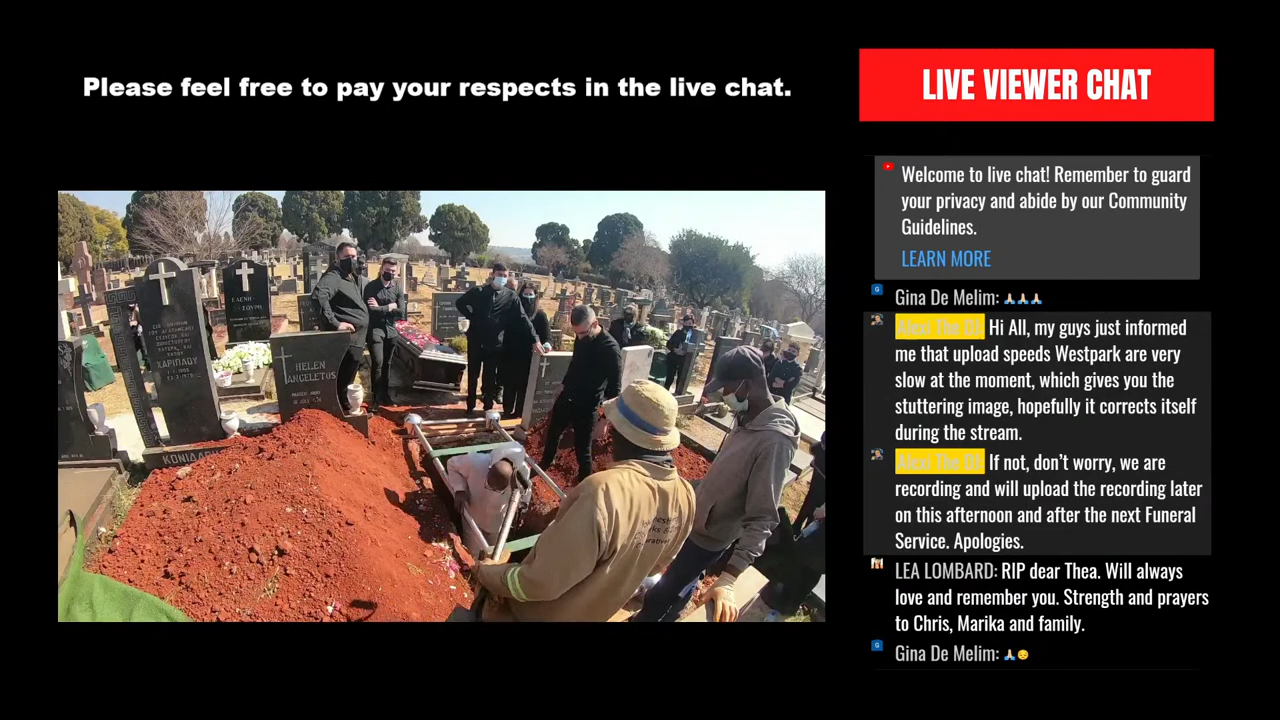 Please feel free to pay your respects in the live chat.
LIVE VIEWER CHAT
Welcome to live chat! Remember to guard
your privacy and abide by our Community
Guidelines.
LEARN MORE
Gina De Melim: 🙏🙏🙏
Alexi The DJ Hi All, my guys just informed
me that upload speeds Westpark are very
slow at the moment, which gives you the
stuttering image, hopefully it corrects itself
during the stream.
Alexi The DJ If not, don't worry, we are
recording and will upload the recording later
on this afternoon and after the next Funeral
Service. Apologies.
LEA LOMBARD: RIP dear Thea. Will always
love and remember you. Strength and prayers
to Chris, Marika and family.
Gina De Melim: 🙏😔
HELEN
ANGELETOS
ΕΛΕΝΗ
ΧΑΡΙΛΑΟΥ